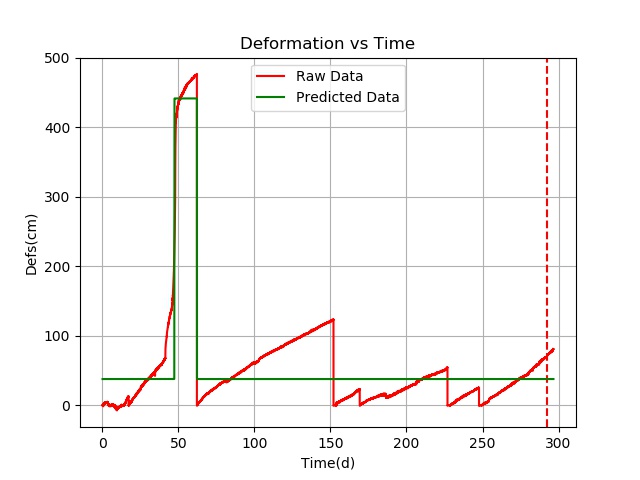 Deformation vs Time
Raw Data
Predicted Data
Defs(cm)
500
400
300
200
100
0
0 50 100 150 200 250 300
Time(d)